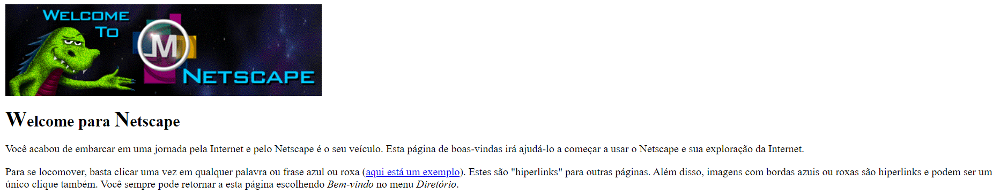 WELCOME
TO
M
NETSCAPE
Welcome para Netscape
Você acabou de embarcar em uma jornada pela Internet e pelo Netscape é o seu veículo. Esta página de boas-vindas irá ajudá-lo a começar a usar o Netscape e sua exploração da Internet.
Para se locomover, basta clicar uma vez em qualquer palavra ou frase azul ou roxa (aqui está um exemplo). Estes são "hiperlinks" para outras páginas. Além disso, imagens com bordas azuis ou roxas são hiperlinks e podem ser um
único clique também. Você sempre pode retornar a esta página escolhendo Bem-vindo no menu Diretório.